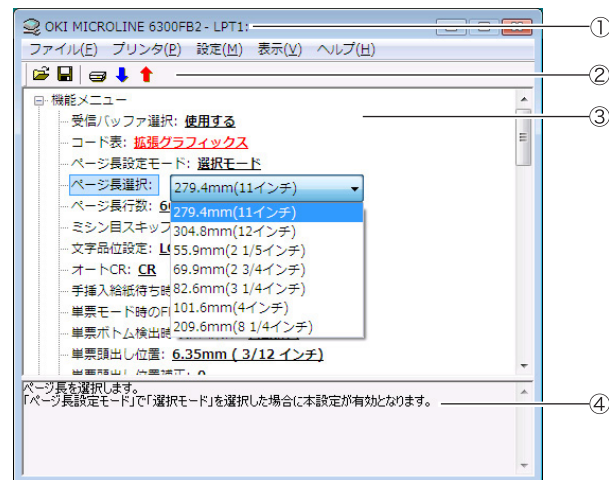 OKI MICROLINE 6300FB2 - LPT1:
①
ファイル(F) プリンタ(P) 設定(M) 表示(V) ヘルプ(H)
②
機能メニュー
③
受信バッファ選択: 使用する
コード表: 拡張グラフィックス
ページ長設定モード: 選択モード
ページ長選択: 279.4mm(11インチ)
ページ長行数:
279.4mm(11インチ)
ミシン目スキップ
304.8mm(12インチ)
文字品位設定:
55.9mm(2 1/5インチ)
オートCR: CR
69.9mm(2 3/4インチ)
手挿入給紙待ち時
82.6mm(3 1/4インチ)
単票モード時の
101.6mm(4インチ)
単票ボトム検出時
209.6mm(8 1/4インチ)
単票頭出し位置: 6.35mm ( 3/12 インチ)
ページ長を選択します。
「ページ長設定モード」で「選択モード」を選択した場合に本設定が有効となります。
④